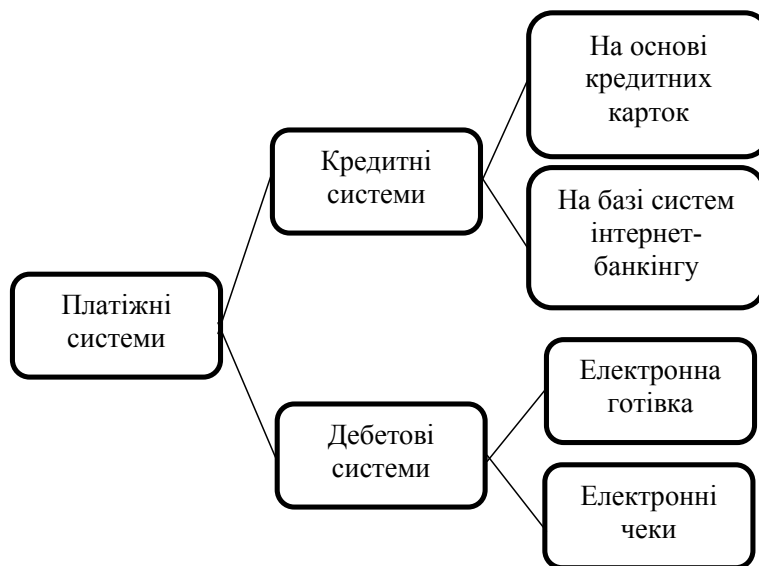 На основі
кредитних
карток
Кредитні
системи
На базі систем
інтернет-
банкінгу
Платіжні
системи
Електронна
готівка
Дебетові
системи
Електронні
чеки